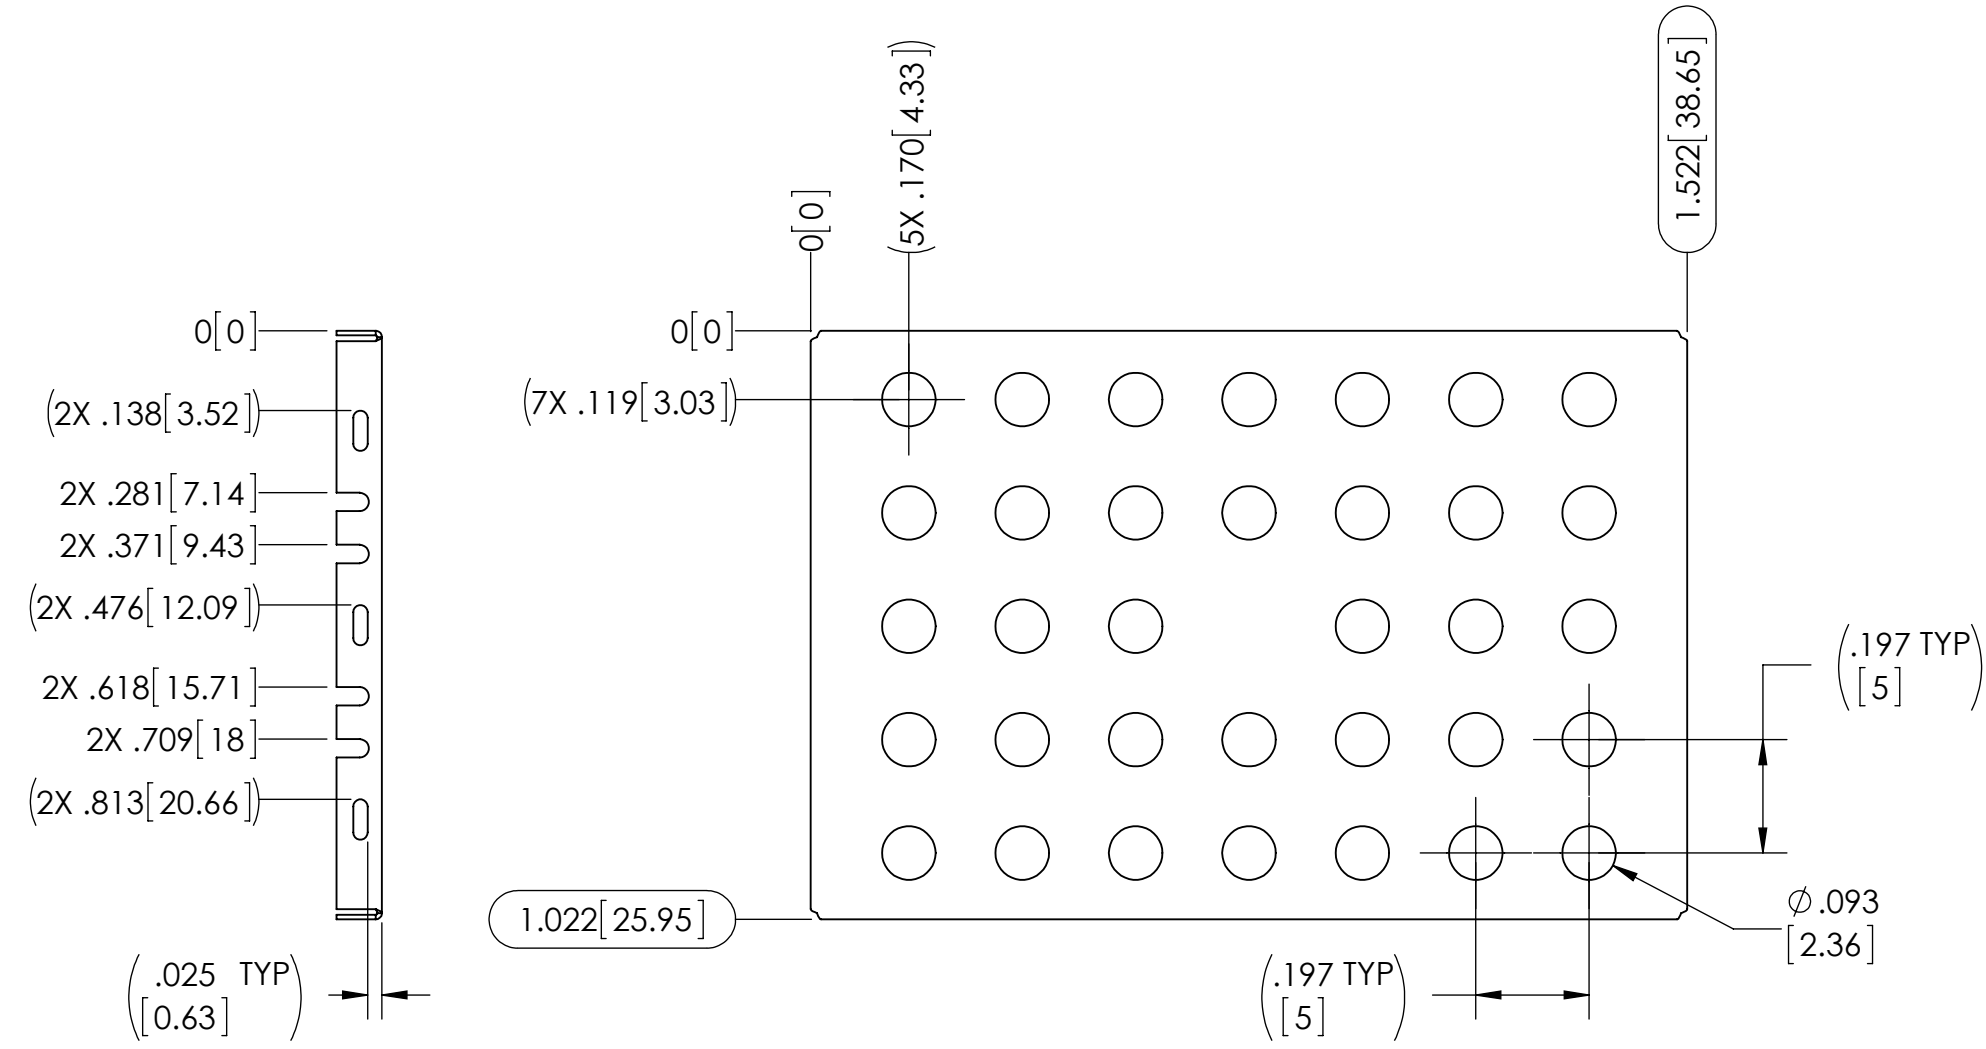 (5X .170[4.33])
1.522[38.65]
0[0]
0[0]
0[0]
(7X .119[3.03])
(2X .138[3.52])
2X .281[7.14]
2X .371[9.43]
(2X .476[12.09])
2X .618[15.71]
2X .709[18]
(2X .813[20.66])
(.197 TYP
[5])
1.022[25.95]
Ø.093
[2.36]
(.025 TYP
[0.63])
(.197 TYP
[5])